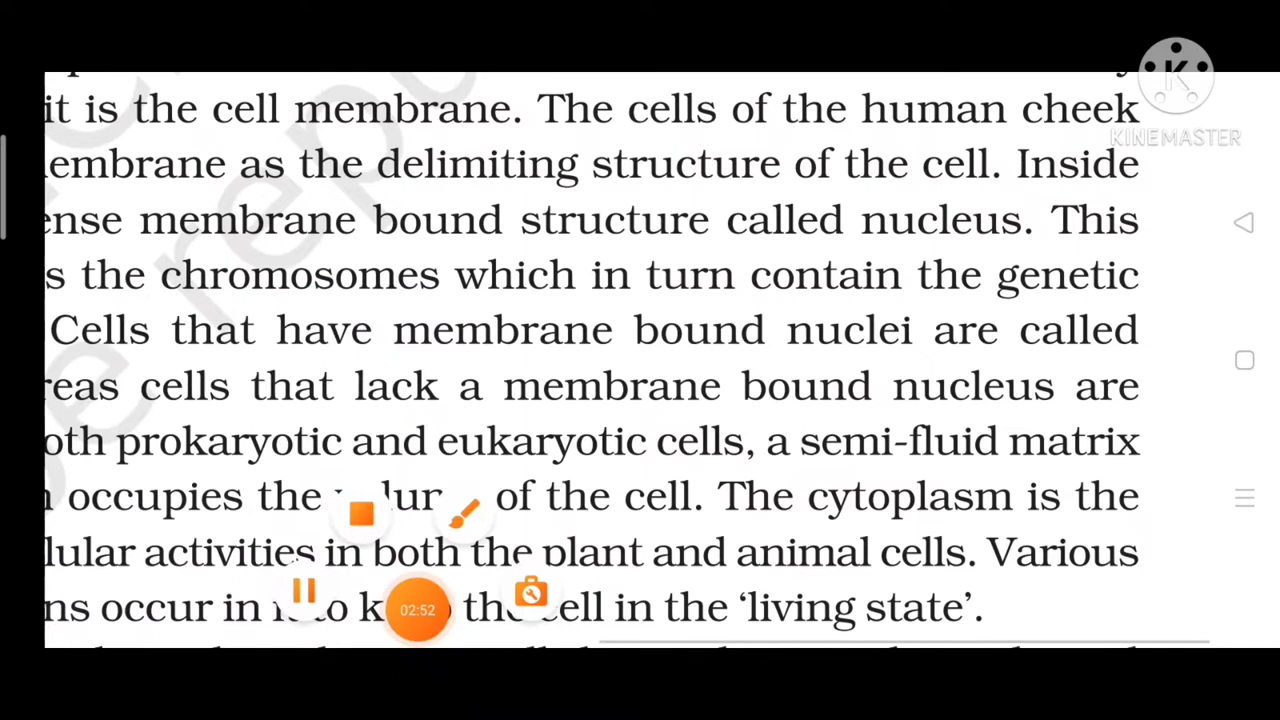 it is the cell membrane. The cells of the human cheek
embrane as the delimiting structure of the cell. Inside
ense membrane bound structure called nucleus. This
s the chromosomes which in turn contain the genetic
Cells that have membrane bound nuclei are called
reas cells that lack a membrane bound nucleus are
oth prokaryotic and eukaryotic cells, a semi-fluid matrix
occupies the of the cell. The cytoplasm is the
lular activities in both the plant and animal cells. Various
ns occur in the cell in the ‘living state’.
KINEMASTER
02:52